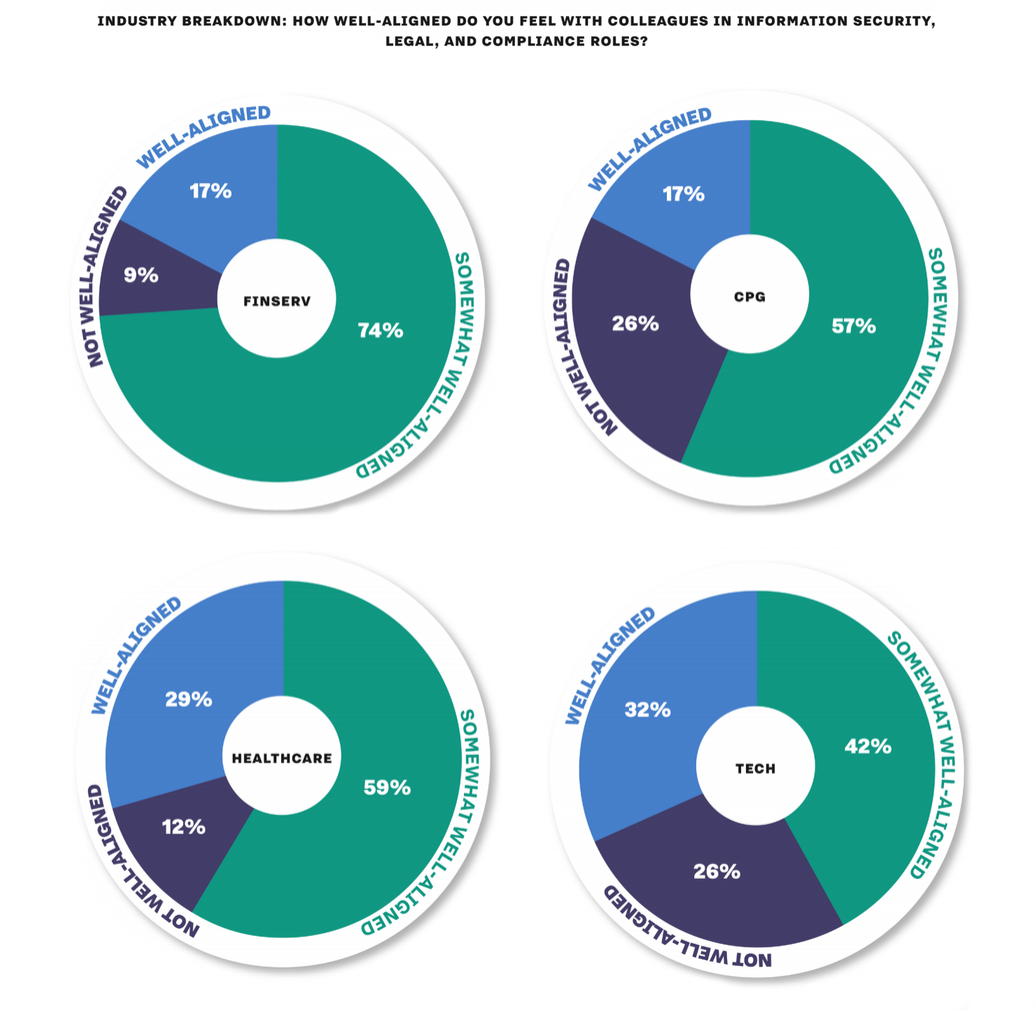 INDUSTRY BREAKDOWN: HOW WELL-ALIGNED DO YOU FEEL WITH COLLEAGUES IN INFORMATION SECURITY,
LEGAL, AND COMPLIANCE ROLES?
WELL-ALIGNED
17%
NOT WELL-ALIGNED
9%
FINSERV
74%
SOMEWHAT WELL-ALIGNED
WELL-ALIGNED
17%
NOT WELL-ALIGNED
26%
CPG
57%
SOMEWHAT WELL-ALIGNED
WELL-ALIGNED
29%
NOT WELL-ALIGNED
12%
HEALTHCARE
59%
SOMEWHAT WELL-ALIGNED
WELL-ALIGNED
32%
NOT WELL-ALIGNED
26%
TECH
42%
SOMEWHAT WELL-ALIGNED